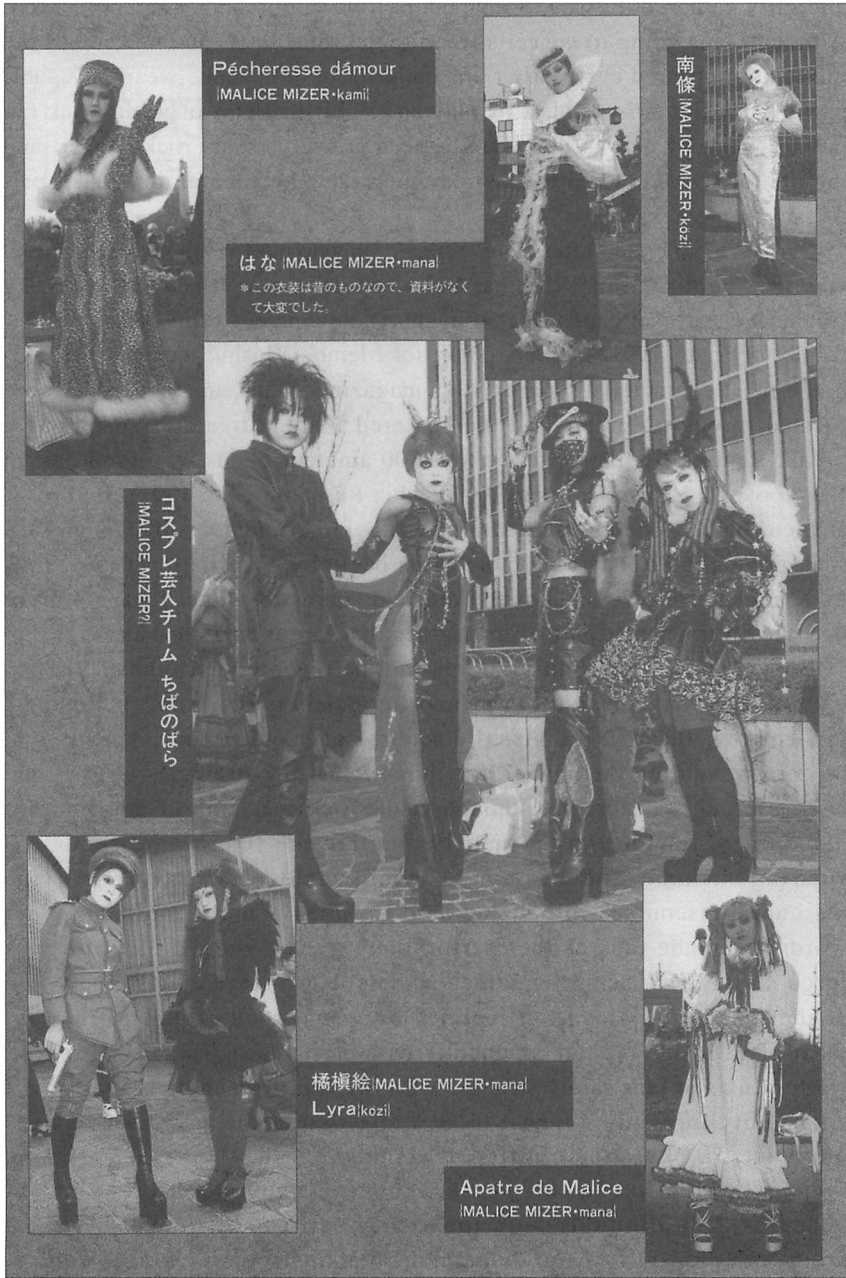 Pécheresse dámour
|MALICE MIZER・kami|
南條|MALICE MIZER・közi|
はな|MALICE MIZER・mana|
＊この衣装は昔のものなので、資料がなく
て大変でした。
コスプレ芸人チーム ちばのばら
|MALICE MIZER?|
橘槇絵|MALICE MIZER・mana|
Lyra|közi|
Apatre de Malice
|MALICE MIZER・mana|